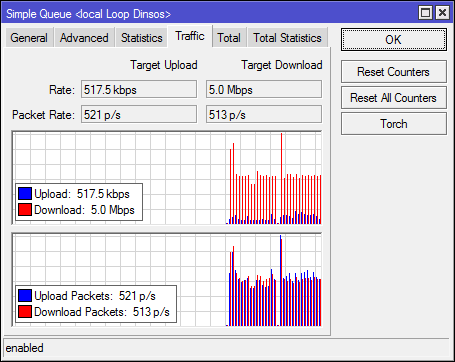 Simple Queue <local Loop Dinsos>
General Advanced Statistics Traffic Total Total Statistics
OK
Reset Counters
Reset All Counters
Torch
Target Upload Target Download
Rate: 517.5 kbps 5.0 Mbps
Packet Rate: 521 p/s 513 p/s
Upload: 517.5 kbps
Download: 5.0 Mbps
Upload Packets: 521 p/s
Download Packets: 513 p/s
enabled